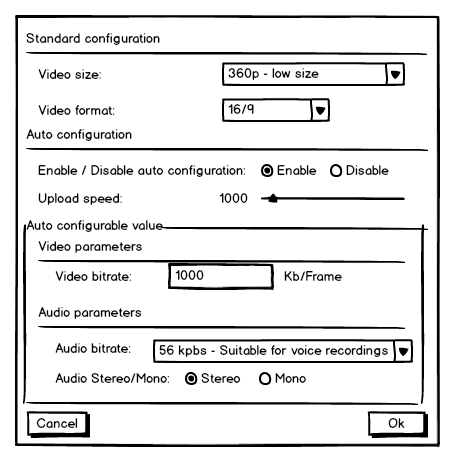 Standard configuration
Video size: 360p - low size
Video format: 16/9
Auto configuration
Enable / Disable auto configuration: Enable Disable
Upload speed: 1000
Auto configurable value
Video parameters
Video bitrate: 1000 Kb/Frame
Audio parameters
Audio bitrate: 56 kpbs - Suitable for voice recordings
Audio Stereo/Mono: Stereo Mono
Cancel Ok